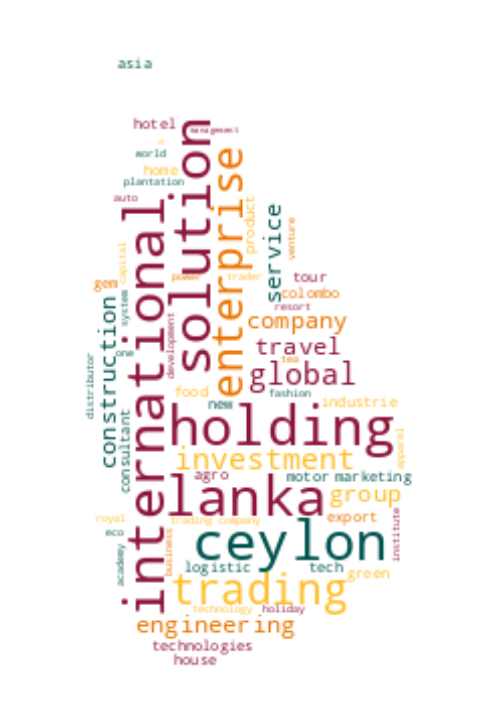 asia
hotel
management
world
home
plantation
auto
solution
international
enterprise
product
service
venture
capital
gem
system
power
trader
tour
colombo
resort
construction
company
development
one
travel
tea
global
distributor
food
new
fashion
industrie
consultant
holding
investment
apparel
agro
motor
marketing
lanka
group
royal
trading company
export
eco
ceylon
institute
business
academy
logistic
tech
green
trading
technology
holiday
engineering
technologies
house